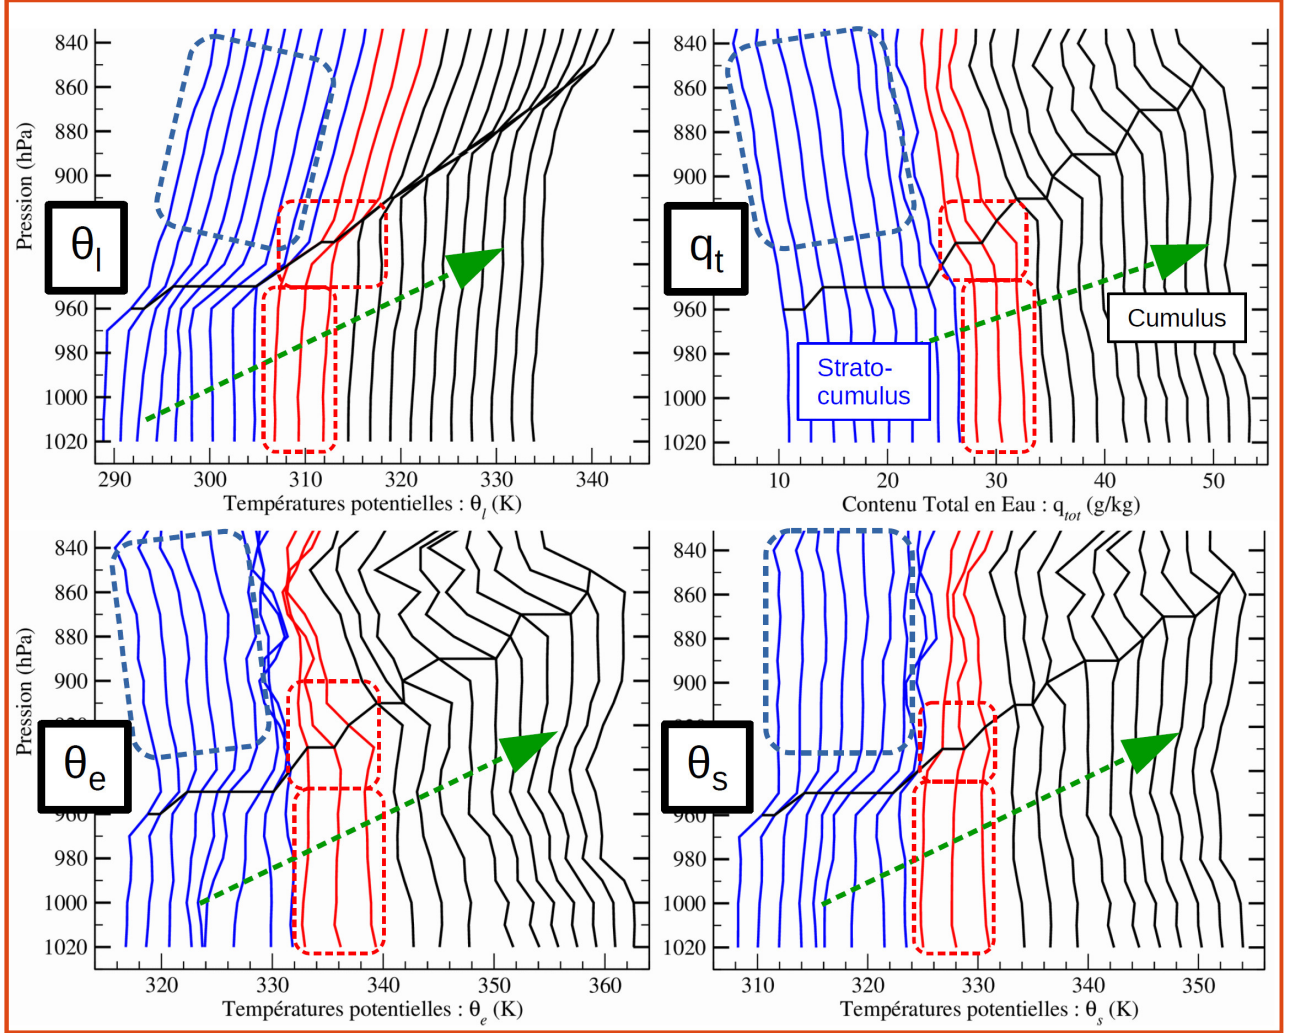 840
860
880
900
960
980
1000
1020
Pression (hPa)
θl
290 300 310 320 330 340
Températures potentielles : θl (K)
840
860
880
900
960
980
1000
1020
qt
Strato-
cumulus
Cumulus
10 20 30 40 50
Contenu Total en Eau : qtot (g/kg)
840
860
880
900
960
980
1000
1020
Pression (hPa)
θe
320 330 340 350 360
Températures potentielles : θe (K)
840
860
880
900
960
980
1000
1020
θs
310 320 330 340 350
Températures potentielles : θs (K)